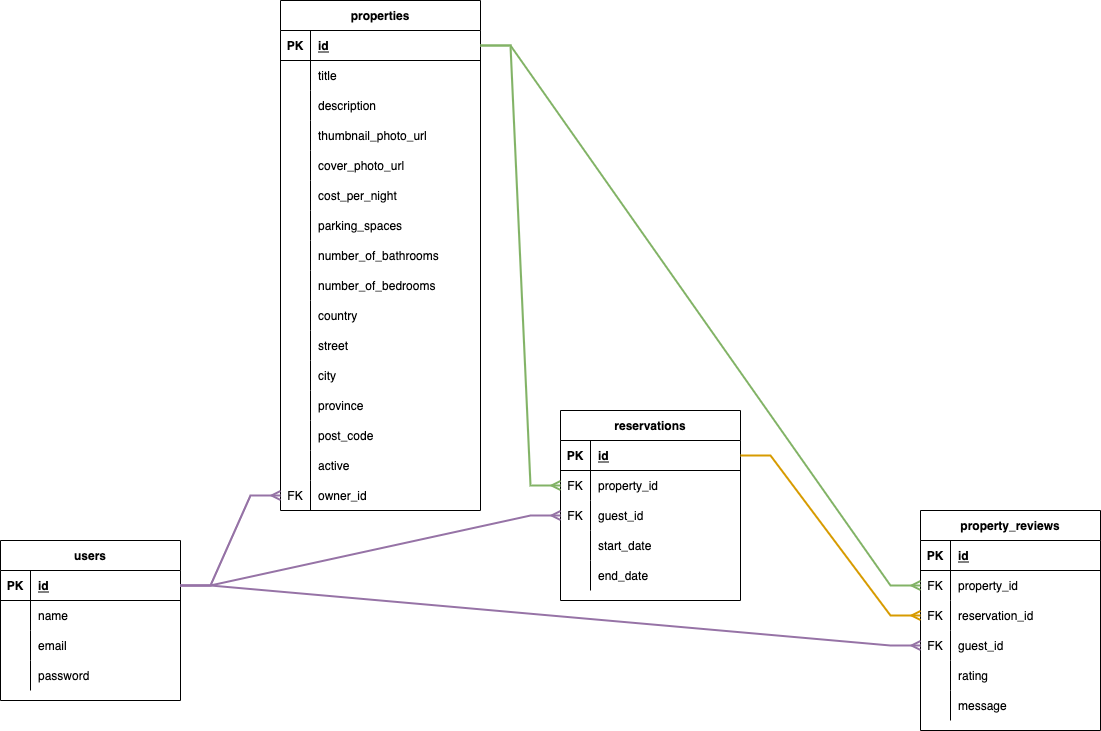 properties
PK id
title
description
thumbnail_photo_url
cover_photo_url
cost_per_night
parking_spaces
number_of_bathrooms
number_of_bedrooms
country
street
city
province
post_code
active
FK owner_id
users
PK id
name
email
password
reservations
PK id
FK property_id
FK guest_id
start_date
end_date
property_reviews
PK id
FK property_id
FK reservation_id
FK guest_id
rating
message